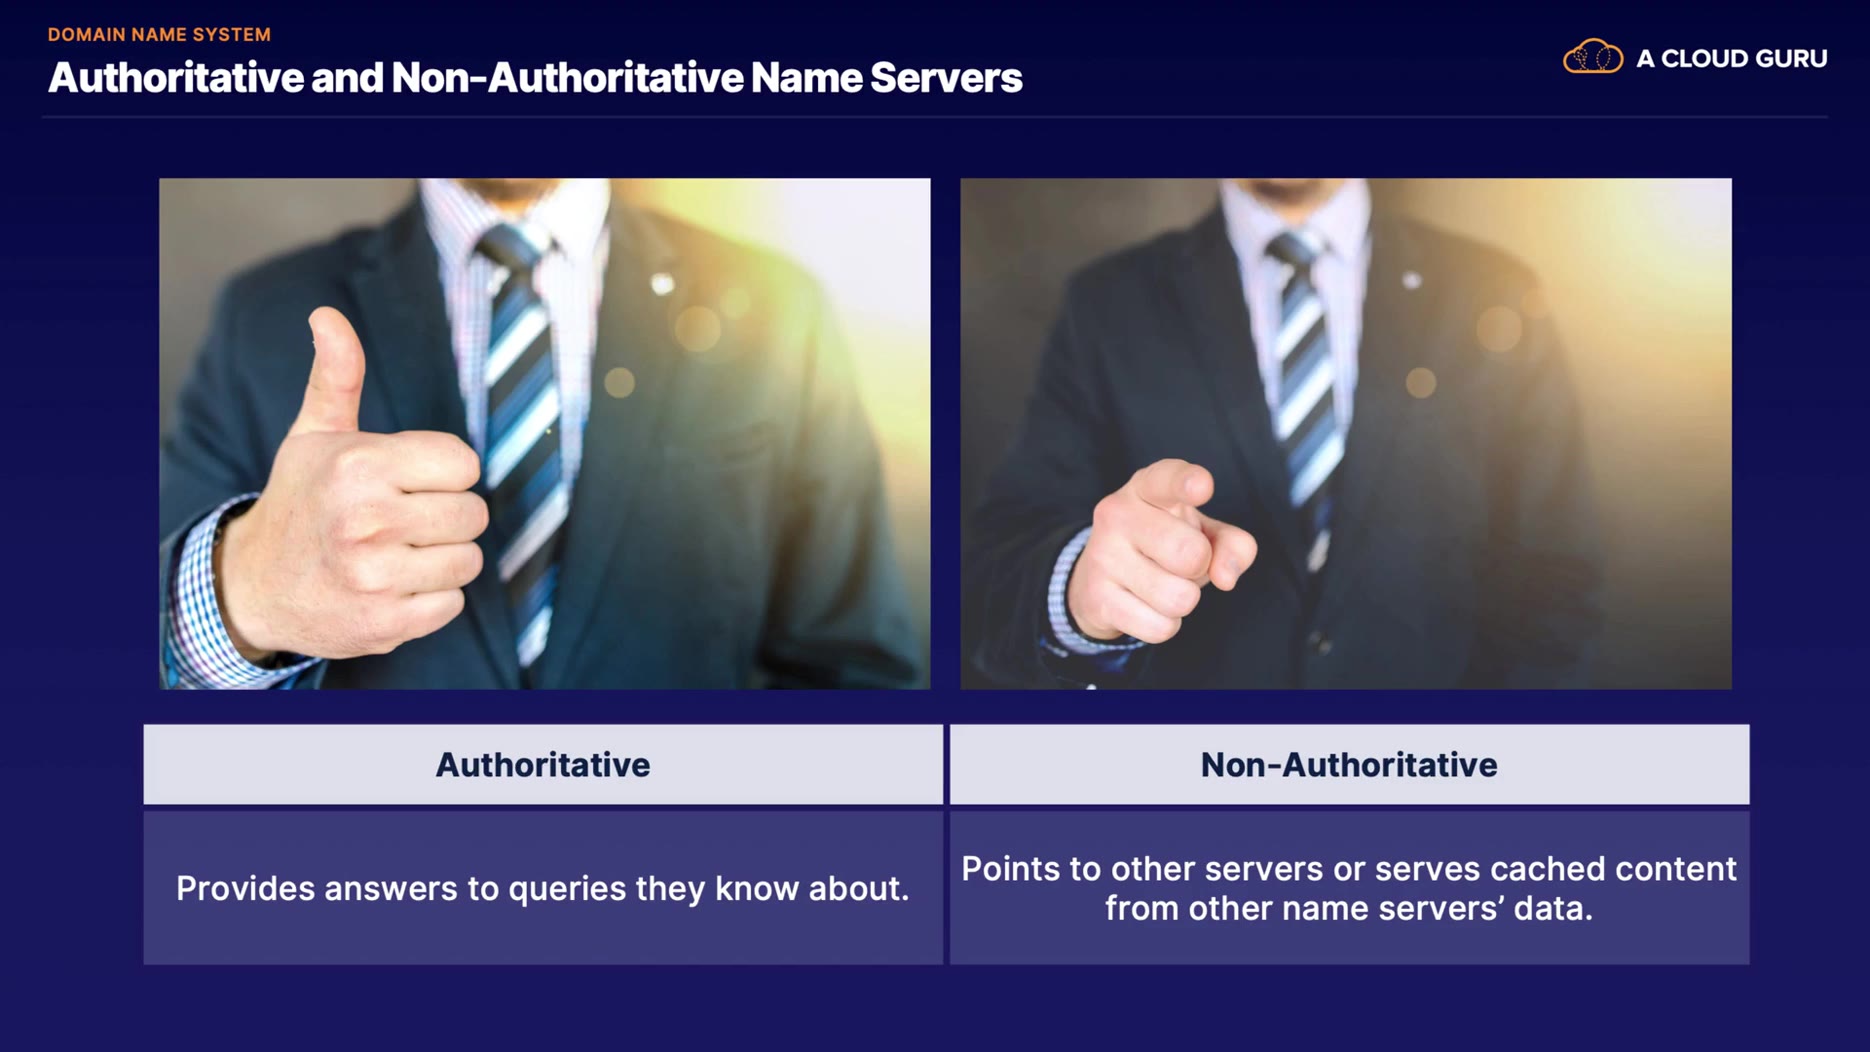 DOMAIN NAME SYSTEM
Authoritative and Non-Authoritative Name Servers
A CLOUD GURU
Authoritative
Non-Authoritative
Provides answers to queries they know about.
Points to other servers or serves cached content
from other name servers’ data.